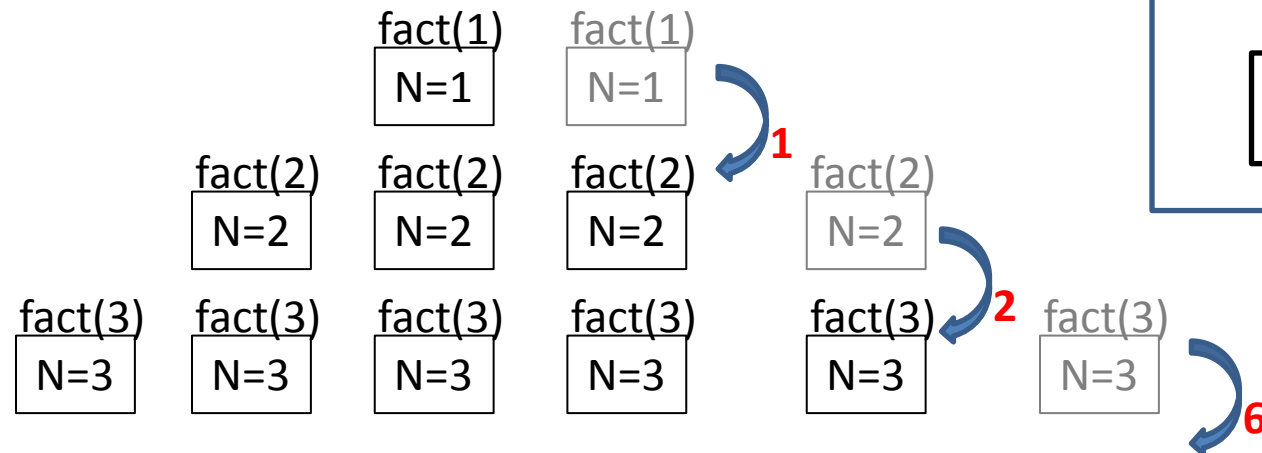 fact(1) fact(1)
N=1 N=1
1
fact(2) fact(2) fact(2) fact(2)
N=2 N=2 N=2 N=2
2
fact(3) fact(3) fact(3) fact(3) fact(3) fact(3)
N=3 N=3 N=3 N=3 N=3 N=3
6